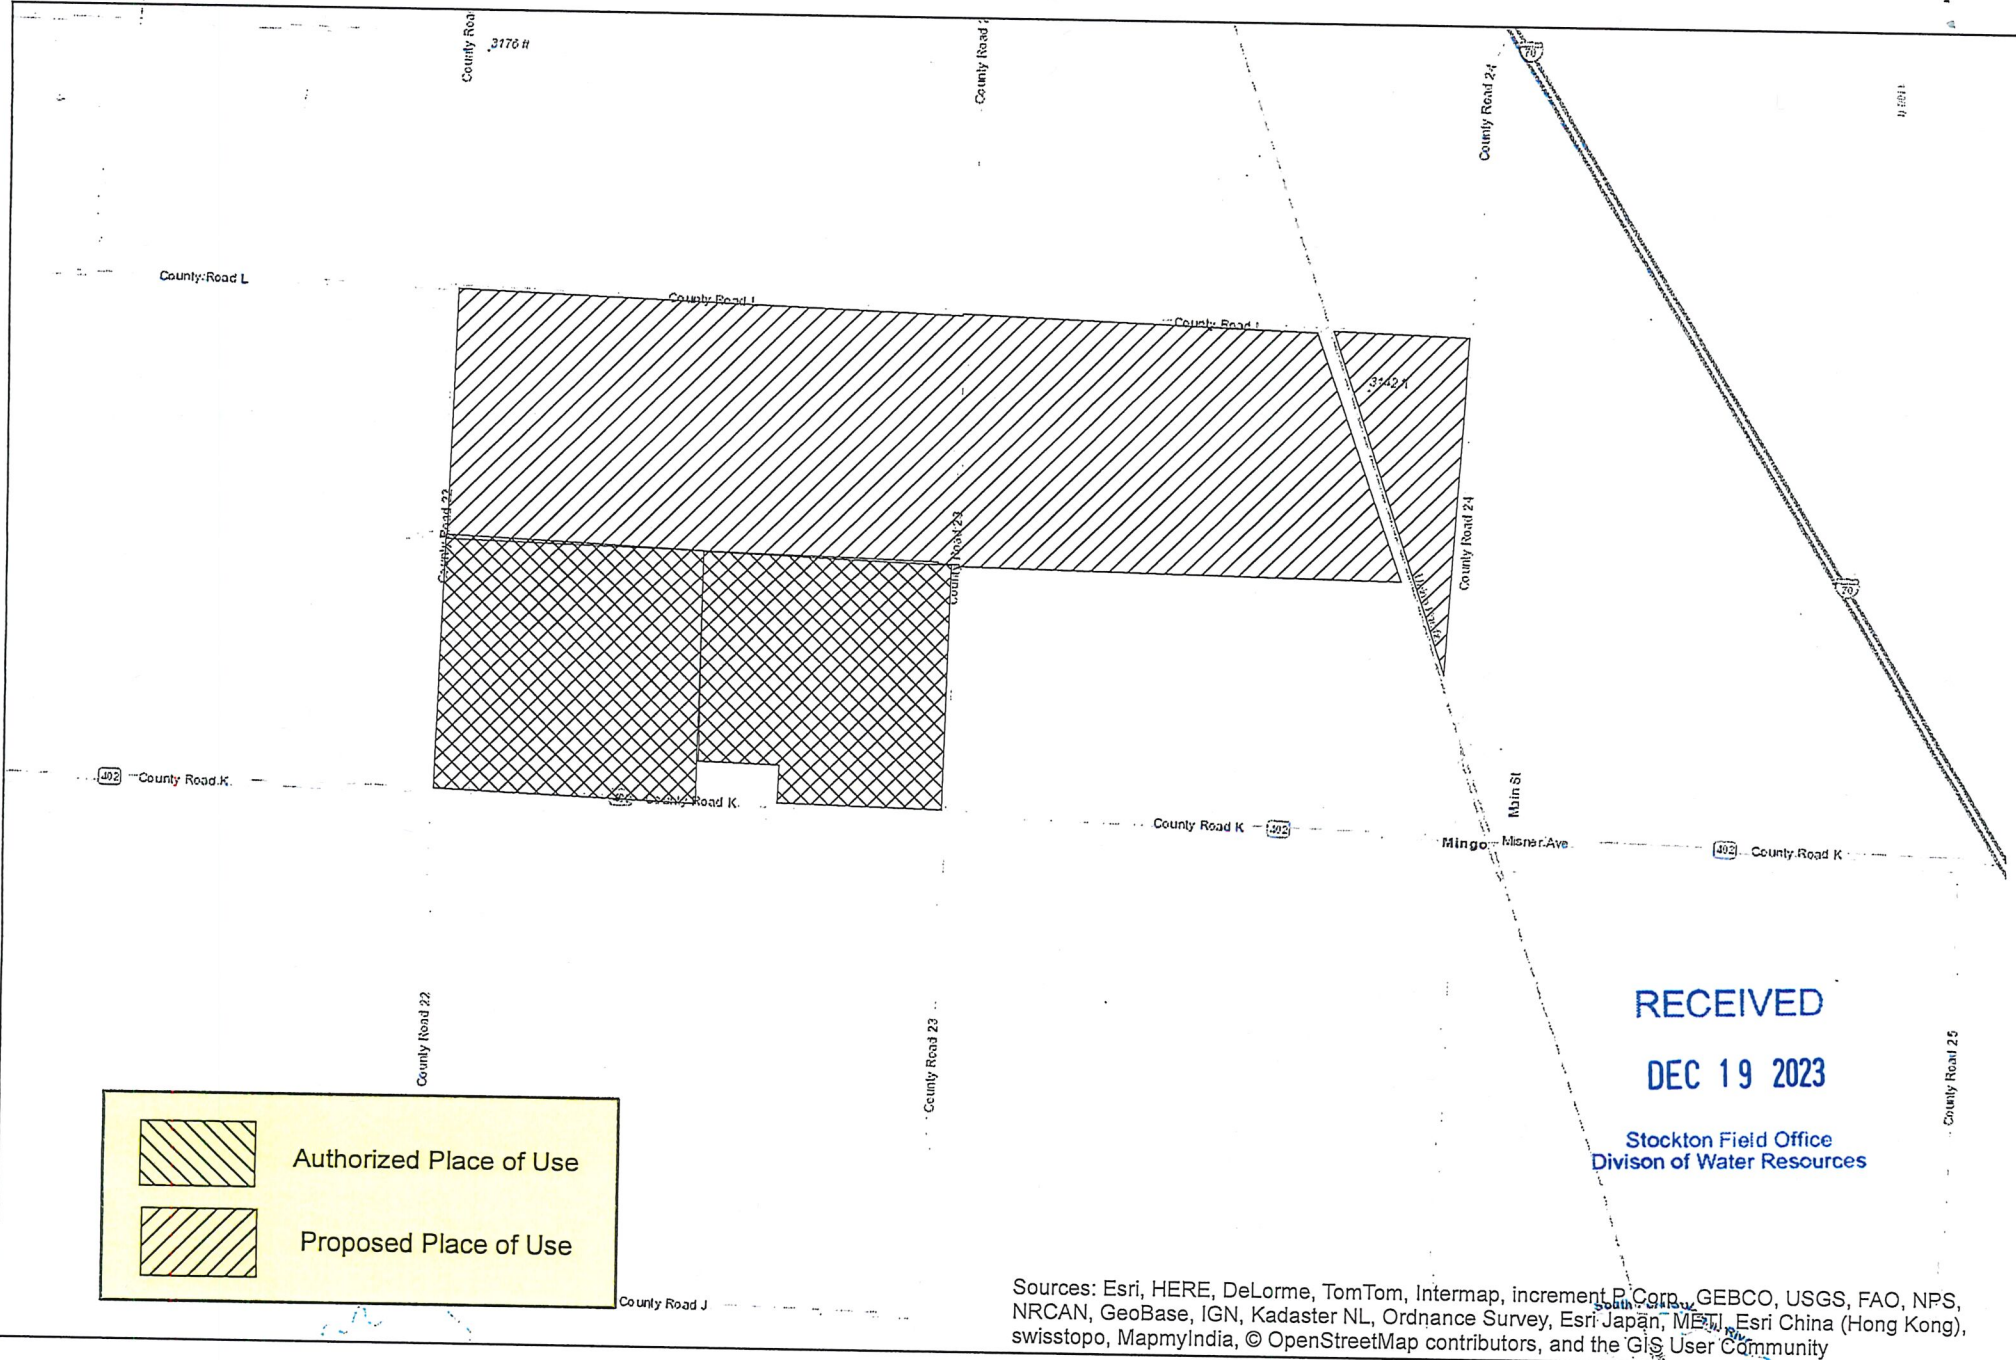 County Roa
3176 ft
County Road
County Road 24
70
County Road L
County Road L
County Road L
3142 ft
County Road 22
County Road 23
County Road 24
70
402 County Road K
County Road K
County Road K 402
Main St
Mingo
Misner Ave
402 County Road K
County Road 22
County Road 23
County Road 25
RECEIVED
DEC 19 2023
Stockton Field Office
Divison of Water Resources
Authorized Place of Use
Proposed Place of Use
County Road J
Sources: Esri, HERE, DeLorme, TomTom, Intermap, increment P Corp., GEBCO, USGS, FAO, NPS,
NRCAN, GeoBase, IGN, Kadaster NL, Ordnance Survey, Esri Japan, METI, Esri China (Hong Kong),
swisstopo, MapmyIndia, © OpenStreetMap contributors, and the GIS User Community